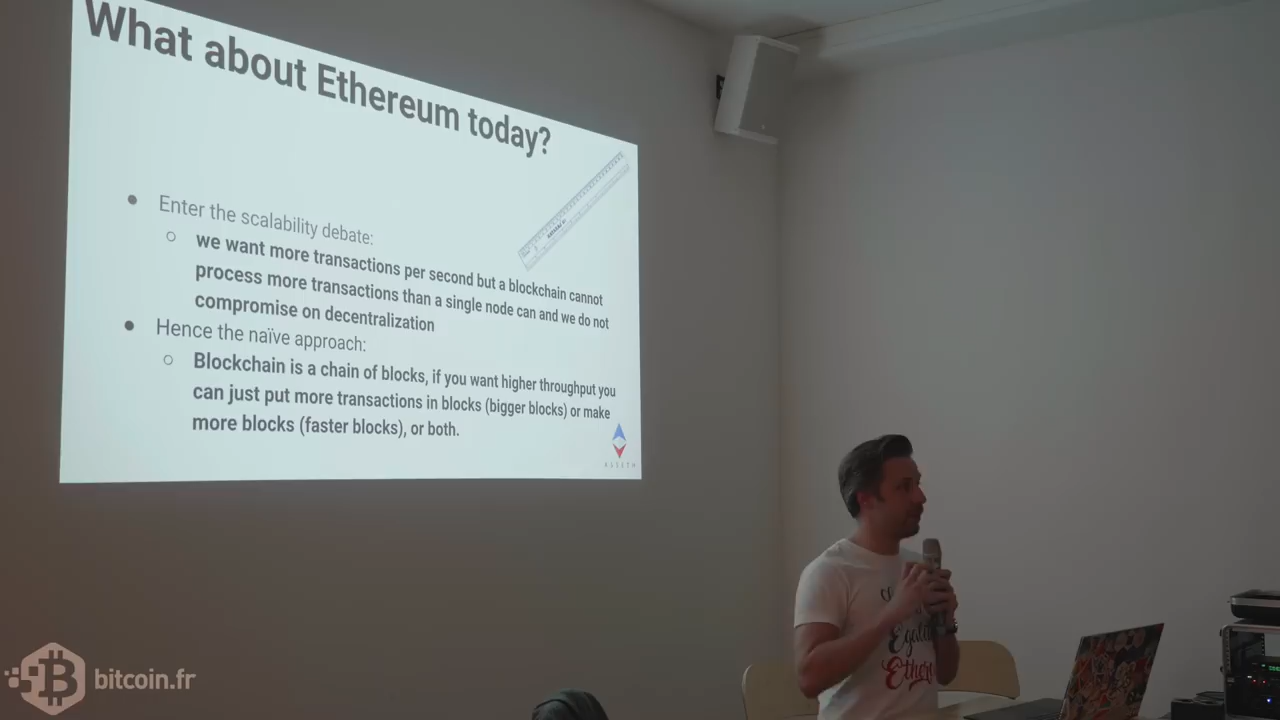 What about Ethereum today?
Enter the scalability debate:
we want more transactions per second but a blockchain cannot
process more transactions than a single node can and we do not
compromise on decentralization
Hence the naïve approach:
Blockchain is a chain of blocks, if you want higher throughput you
can just put more transactions in blocks (bigger blocks) or make
more blocks (faster blocks), or both.
ASSETH
bitcoin.fr